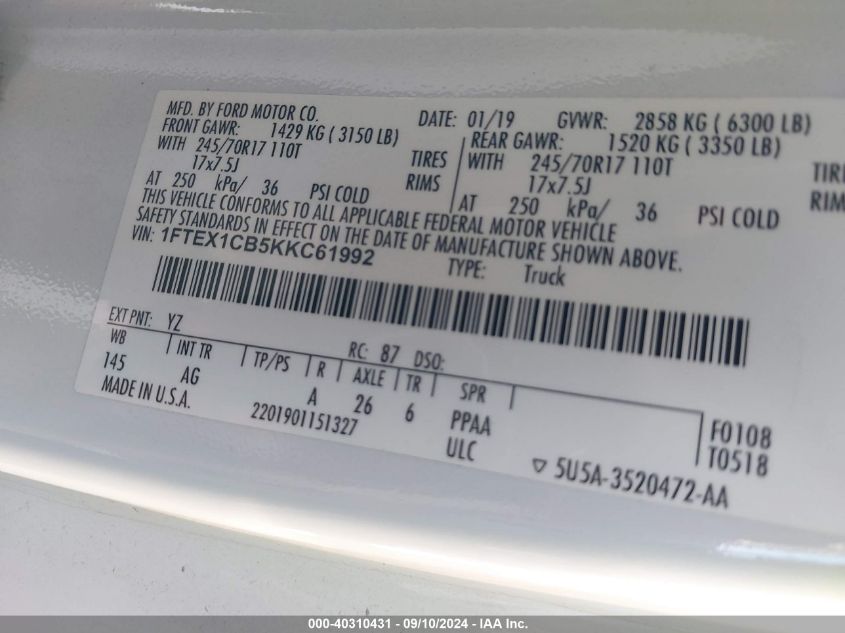 MFD. BY FORD MOTOR CO.
DATE: 01/19 GVWR: 2858 KG ( 6300 LB)
FRONT GAWR: 1429 KG ( 3150 LB)
REAR GAWR: 1520 KG ( 3350 LB)
WITH 245/70R17 110T TIRES
WITH 245/70R17 110T TIRE
17x7.5J RIMS
17x7.5J RIM
AT 250 kPa/ 36 PSI COLD
AT 250 kPa/ 36 PSI COLD
THIS VEHICLE CONFORMS TO ALL APPLICABLE FEDERAL MOTOR VEHICLE
SAFETY STANDARDS IN EFFECT ON THE DATE OF MANUFACTURE SHOWN ABOVE.
VIN: 1FTEX1CB5KKC61992
TYPE: Truck
EXT PNT: YZ RC: 87 DSO:
WB INT TR TP/PS R AXLE TR SPR
145 AG A 26 6 PPAA
F0108
MADE IN U.S.A. 2201901151327 ULC
T0518
▽ 5U5A-3520472-AA
000-40310431 - 09/10/2024 - IAA Inc.